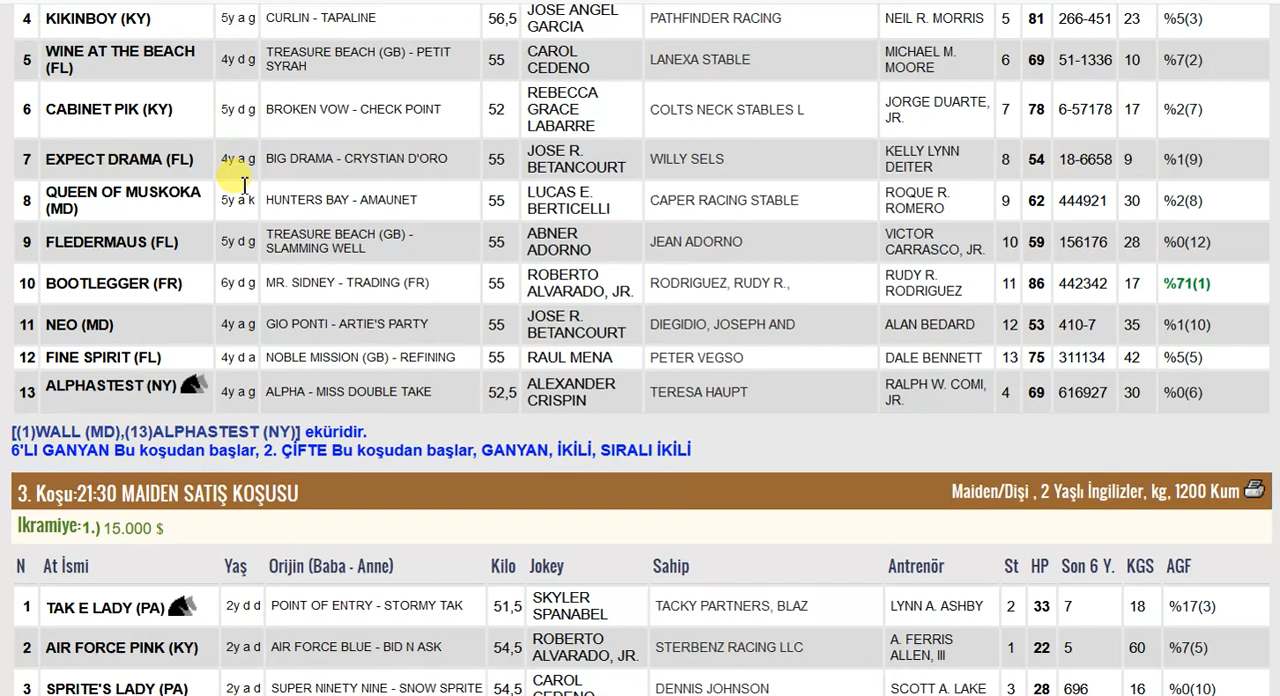 4 KIKINBOY (KY) 5y a g CURLIN - TAPALINE 56,5 JOSE ANGEL GARCIA PATHFINDER RACING NEIL R. MORRIS 5 81 266-451 23 %5(3)
5 WINE AT THE BEACH (FL) 4y d g TREASURE BEACH (GB) - PETIT SYRAH 55 CAROL CEDENO LANEXA STABLE MICHAEL M. MOORE 6 69 51-1336 10 %7(2)
6 CABINET PIK (KY) 5y d g BROKEN VOW - CHECK POINT 52 REBECCA GRACE LABARRE COLTS NECK STABLES L JORGE DUARTE, JR. 7 78 6-57178 17 %2(7)
7 EXPECT DRAMA (FL) 4y a g BIG DRAMA - CRYSTIAN D'ORO 55 JOSE R. BETANCOURT WILLY SELS KELLY LYNN DEITER 8 54 18-6658 9 %1(9)
8 QUEEN OF MUSKOKA (MD) 5y a k HUNTERS BAY - AMAUNET 55 LUCAS E. BERTICELLI CAPER RACING STABLE ROQUE R. ROMERO 9 62 444921 30 %2(8)
9 FLEDERMAUS (FL) 5y d g TREASURE BEACH (GB) - SLAMMING WELL 55 ABNER ADORNO JEAN ADORNO VICTOR CARRASCO, JR. 10 59 156176 28 %0(12)
10 BOOTLEGGER (FR) 6y d g MR. SIDNEY - TRADING (FR) 55 ROBERTO ALVARADO, JR. RODRIGUEZ, RUDY R., RUDY R. RODRIGUEZ 11 86 442342 17 %71(1)
11 NEO (MD) 4y a g GIO PONTI - ARTIE'S PARTY 55 JOSE R. BETANCOURT DIEGIDIO, JOSEPH AND ALAN BEDARD 12 53 410-7 35 %1(10)
12 FINE SPIRIT (FL) 4y d a NOBLE MISSION (GB) - REFINING 55 RAUL MENA PETER VEGSO DALE BENNETT 13 75 311134 42 %5(5)
13 ALPHASTEST (NY) 4y a g ALPHA - MISS DOUBLE TAKE 52,5 ALEXANDER CRISPIN TERESA HAUPT RALPH W. COMI, JR. 4 69 616927 30 %0(6)
[(1)WALL (MD),(13)ALPHASTEST (NY)] eküridir.
6'LI GANYAN Bu koşudan başlar, 2. ÇİFTE Bu koşudan başlar, GANYAN, İKİLİ, SIRALI İKİLİ
3. Koşu:21:30 MAIDEN SATIŞ KOŞUSU Maiden/Dişi , 2 Yaşlı İngilizler, kg, 1200 Kum
İkramiye:1.) 15.000 $
N At İsmi Yaş Orijin (Baba - Anne) Kilo Jokey Sahip Antrenör St HP Son 6 Y. KGS AGF
1 TAK E LADY (PA) 2y d d POINT OF ENTRY - STORMY TAK 51,5 SKYLER SPANABEL TACKY PARTNERS, BLAZ LYNN A. ASHBY 2 33 7 18 %17(3)
2 AIR FORCE PINK (KY) 2y a d AIR FORCE BLUE - BID N ASK 54,5 ROBERTO ALVARADO, JR. STERBENZ RACING LLC A. FERRIS ALLEN, III 1 22 5 60 %7(5)
3 SPRITE'S LADY (PA) 2y a d SUPER NINETY NINE - SNOW SPRITE 54,5 CAROL CEDENO DENNIS JOHNSON SCOTT A. LAKE 3 28 696 16 %0(10)